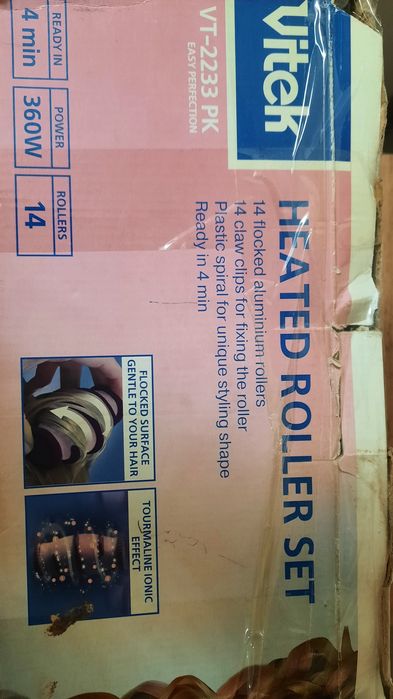 Vitek
VT-2233 PK
EASY PERFECTION
READY IN
4 min
POWER
360W
ROLLERS
14
HEATED ROLLER SET
14 flocked aluminium rollers
14 claw clips for fixing the roller
Plastic spiral for unique styling shape
Ready in 4 min
FLOCKED SURFACE
GENTLE TO YOUR HAIR
TOURMALINE IONIC
EFFECT